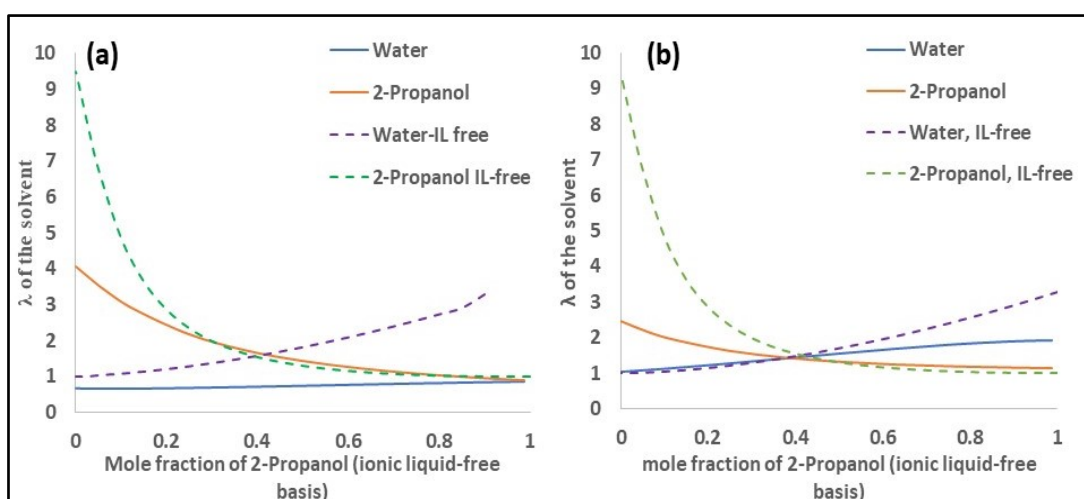 (a)
Water
2-Propanol
Water-IL free
2-Propanol IL-free
λ of the solvent
10
9
8
7
6
5
4
3
2
1
0
0
0.2
0.4
0.6
0.8
1
Mole fraction of 2-Propanol (ionic liquid-free
basis)
(b)
Water
2-Propanol
Water, IL-free
2-Propanol, IL-free
λ of the solvent
10
9
8
7
6
5
4
3
2
1
0
0
0.2
0.4
0.6
0.8
1
mole fraction of 2-Propanol (ionic liquid-free
basis)